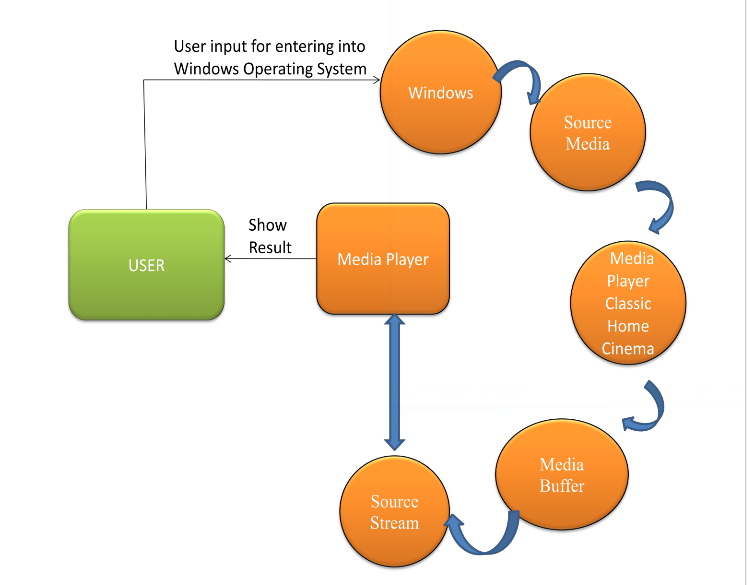 User input for entering into
Windows Operating System
Windows
Source
Media
Show
Result
USER
Media Player
Media
Player
Classic
Home
Cinema
Media
Buffer
Source
Stream